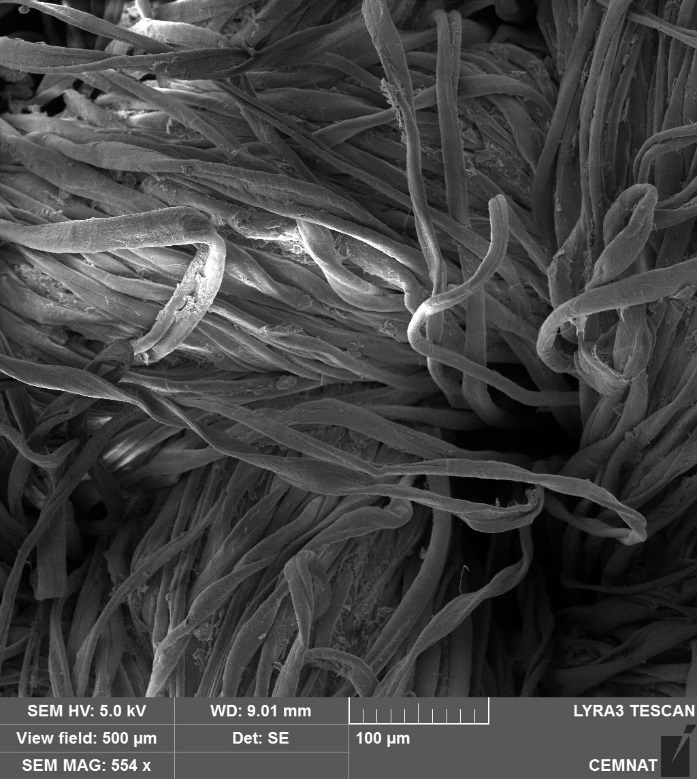 SEM HV: 5.0 kV WD: 9.01 mm LYRA3 TESCAN
View field: 500 µm Det: SE 100 µm
SEM MAG: 554 x CEMNAT